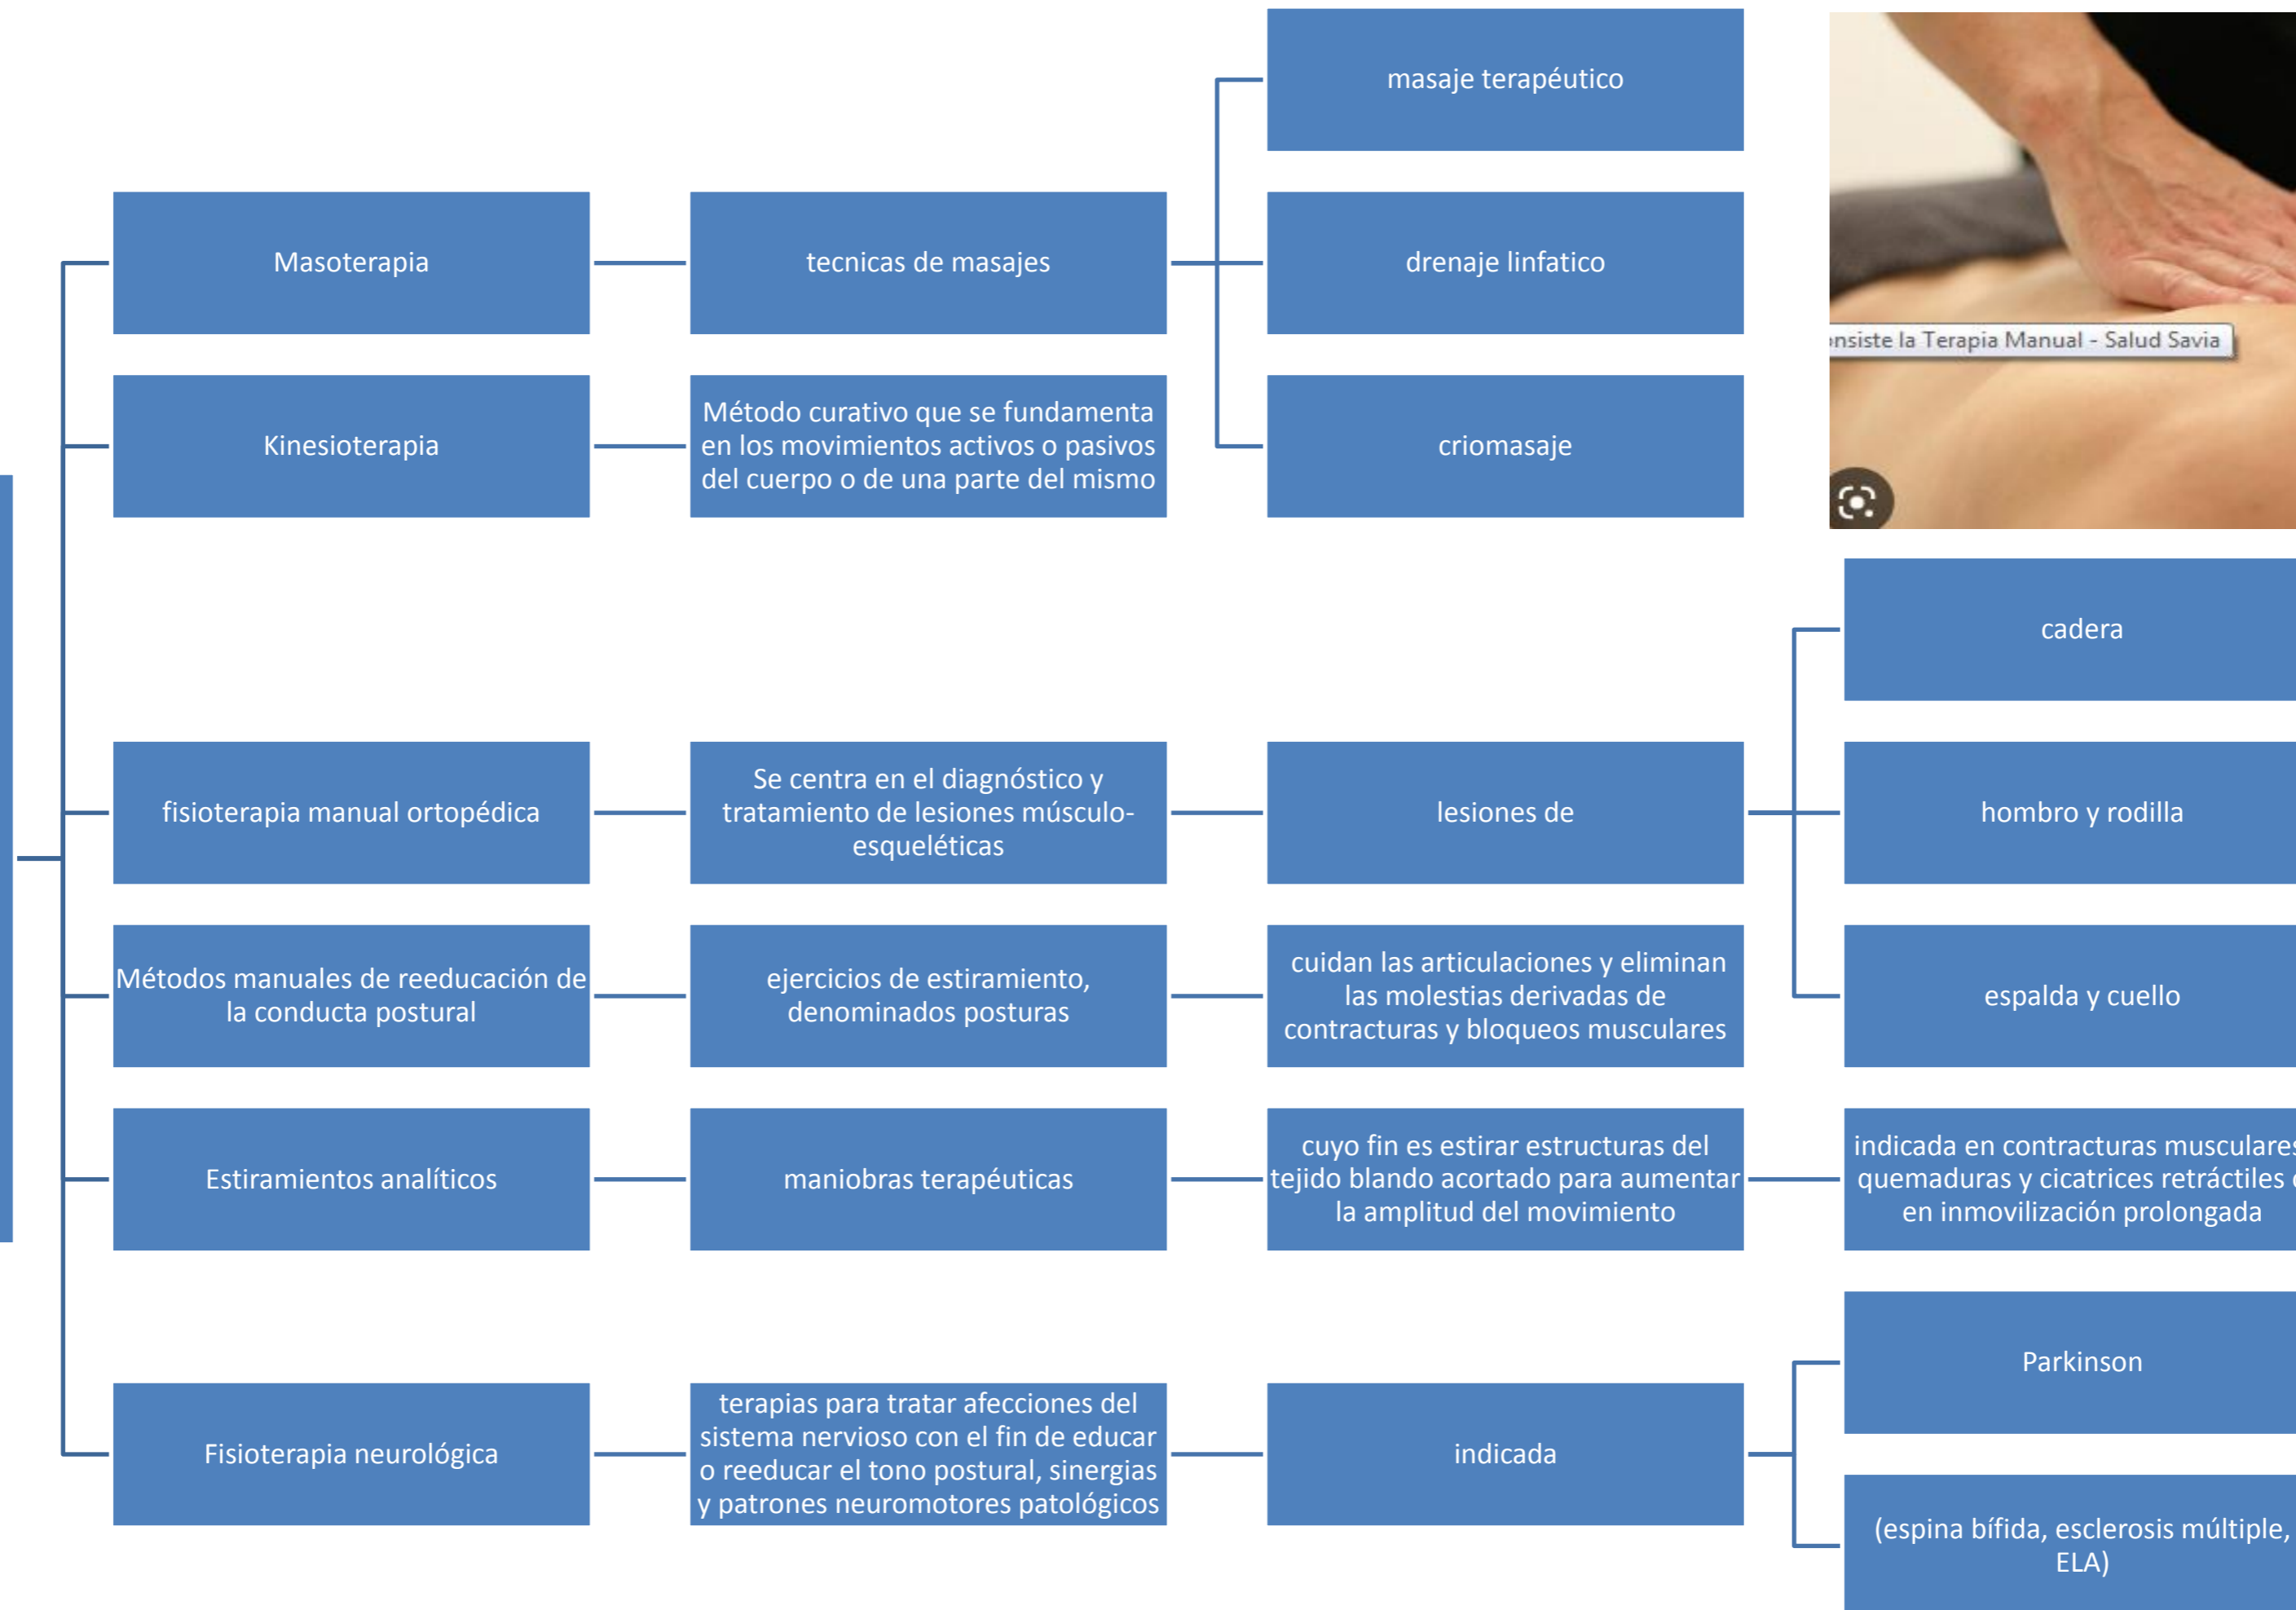 masaje terapéutico
Masoterapia
tecnicas de masajes
drenaje linfatico
nsiste la Terapia Manual - Salud Savia
Kinesioterapia
Método curativo que se fundamenta
en los movimientos activos o pasivos
del cuerpo o de una parte del mismo
criomasaje
cadera
fisioterapia manual ortopédica
Se centra en el diagnóstico y
tratamiento de lesiones músculo-
esqueléticas
lesiones de
hombro y rodilla
Métodos manuales de reeducación de
la conducta postural
ejercicios de estiramiento,
denominados posturas
cuidan las articulaciones y eliminan
las molestias derivadas de
contracturas y bloqueos musculares
espalda y cuello
Estiramientos analíticos
maniobras terapéuticas
cuyo fin es estirar estructuras del
tejido blando acortado para aumentar
la amplitud del movimiento
indicada en contracturas musculares
quemaduras y cicatrices retráctiles
en inmovilización prolongada
Parkinson
Fisioterapia neurológica
terapias para tratar afecciones del
sistema nervioso con el fin de educar
o reeducar el tono postural, sinergias
y patrones neuromotores patológicos
indicada
(espina bífida, esclerosis múltiple,
ELA)